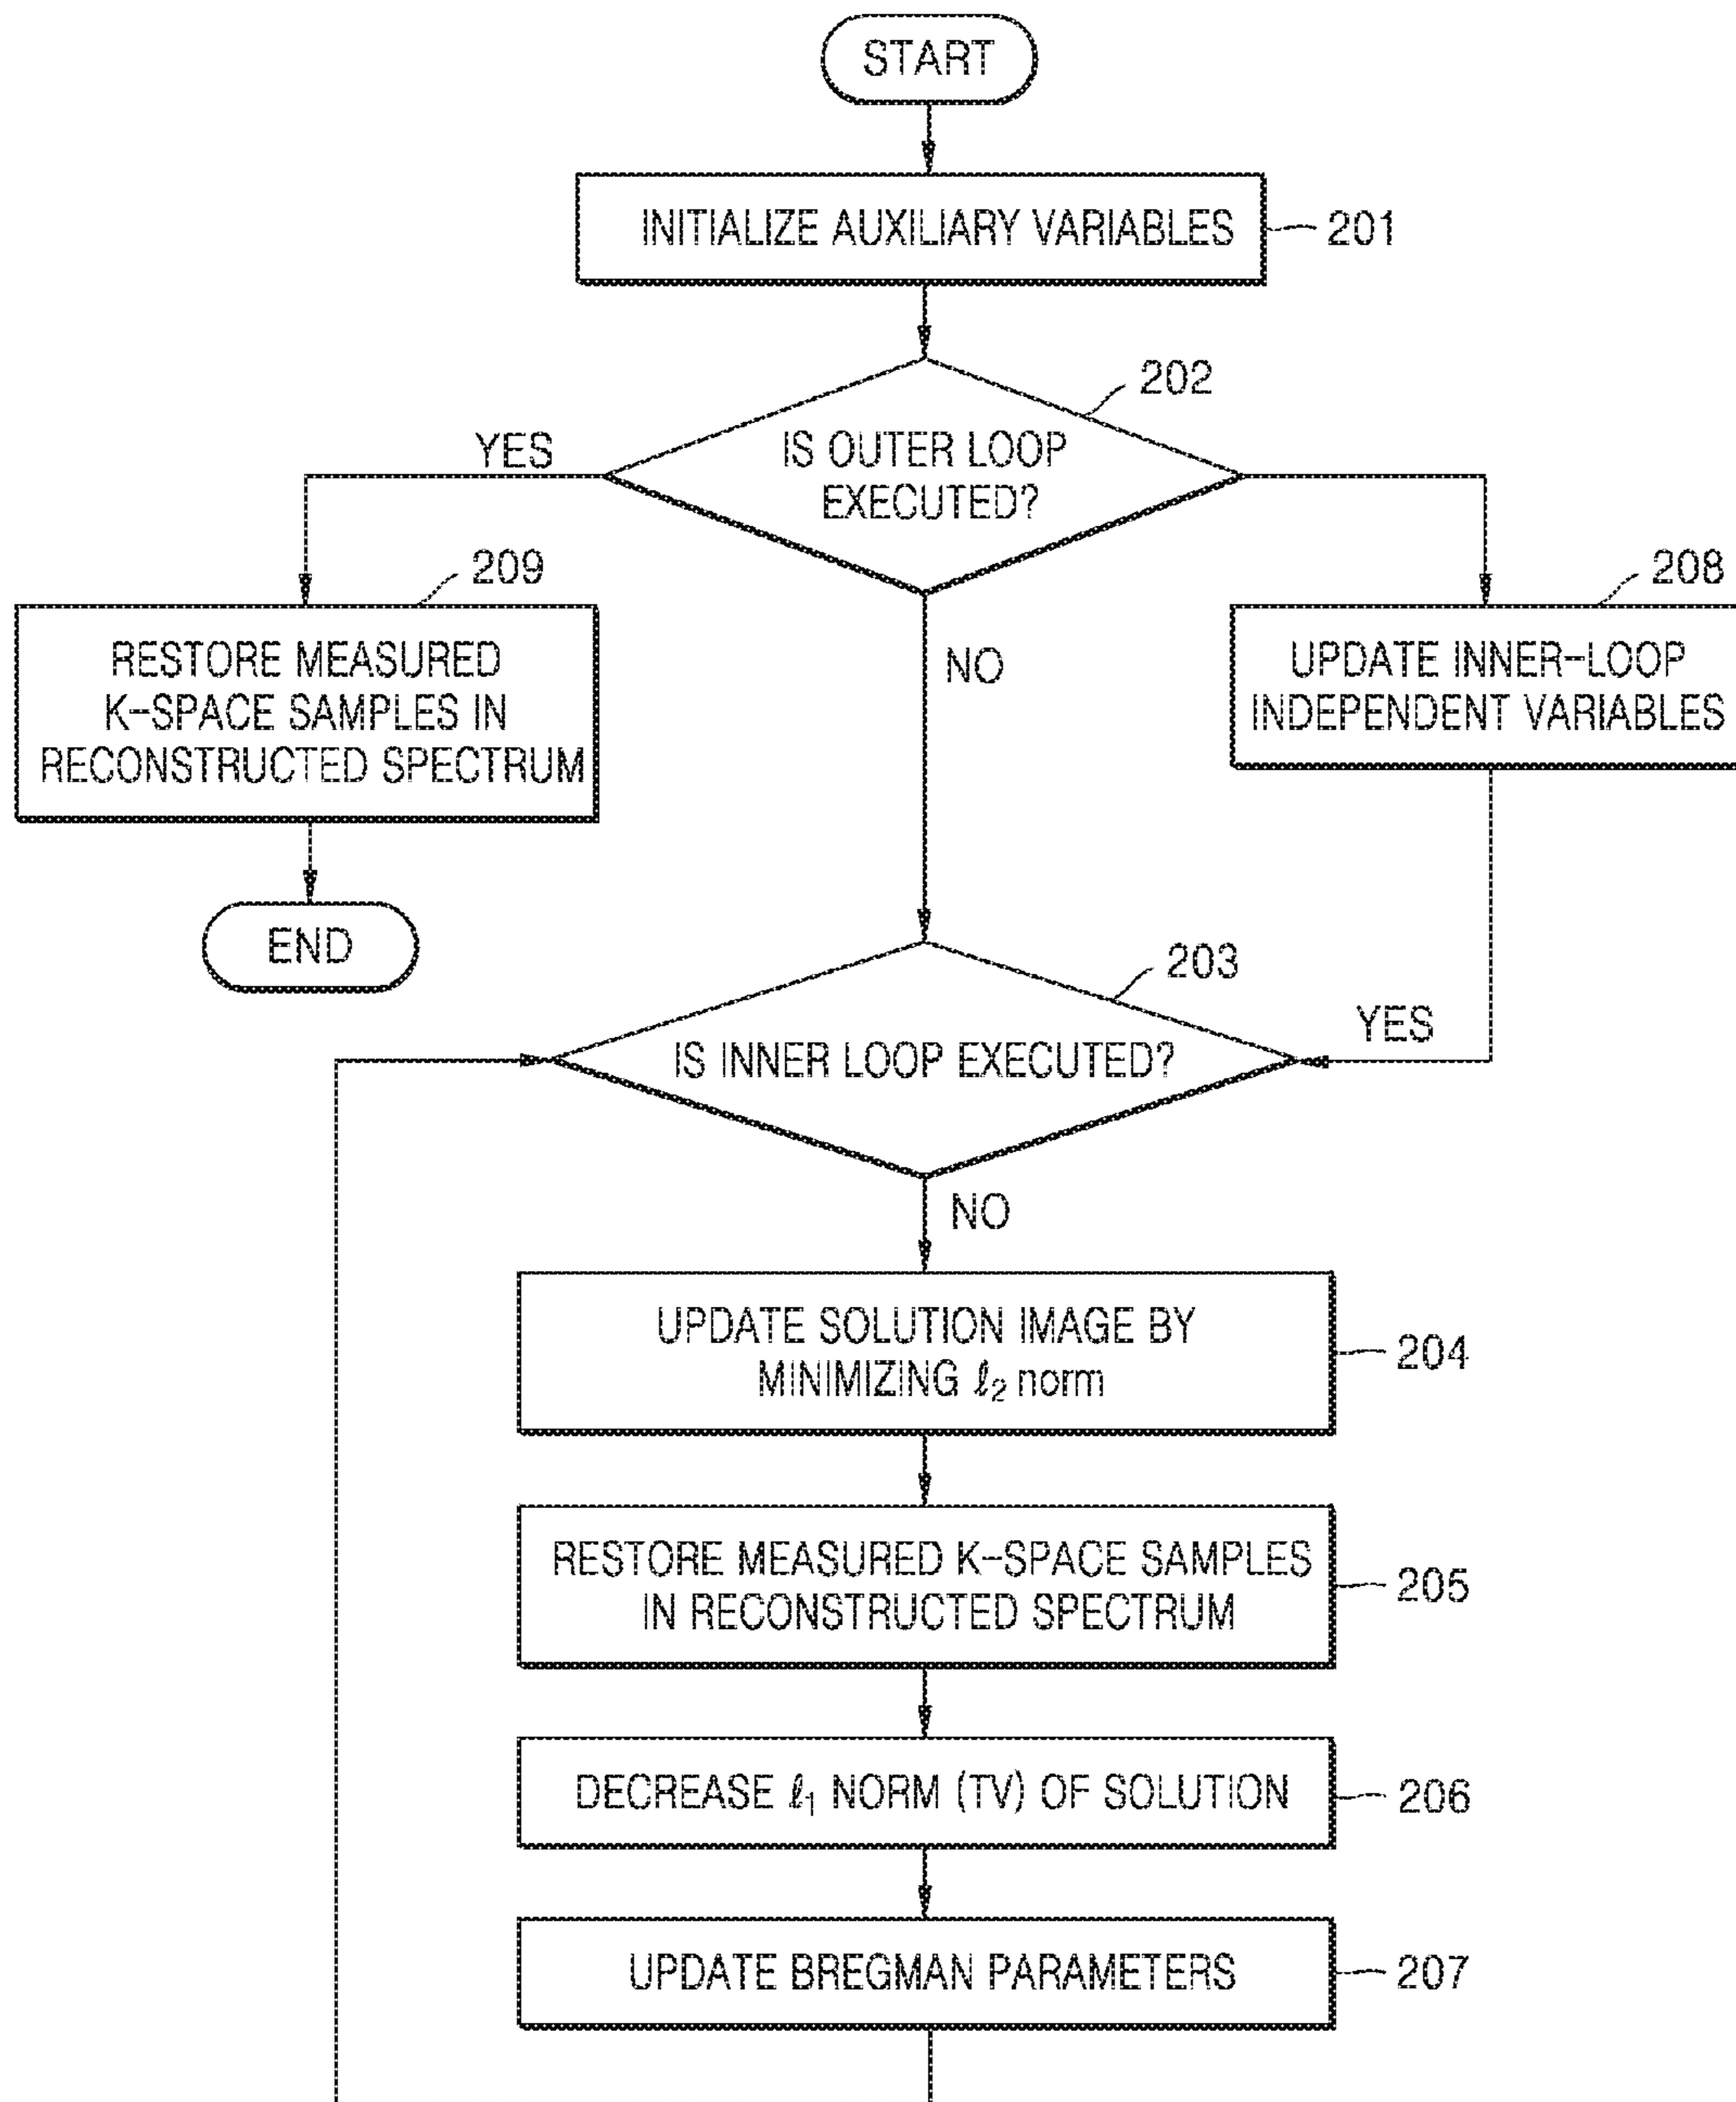 START
INITIALIZE AUXILIARY VARIABLES
201
202
IS OUTER LOOP
EXECUTED?
YES
209
RESTORE MEASURED
K-SPACE SAMPLES IN
RECONSTRUCTED SPECTRUM
NO
208
UPDATE INNER-LOOP
INDEPENDENT VARIABLES
END
203
IS INNER LOOP EXECUTED?
YES
NO
UPDATE SOLUTION IMAGE BY
MINIMIZING ℓ₂ norm
204
RESTORE MEASURED K-SPACE SAMPLES
IN RECONSTRUCTED SPECTRUM
205
DECREASE ℓ₁ NORM (TV) OF SOLUTION
206
UPDATE BREGMAN PARAMETERS
207